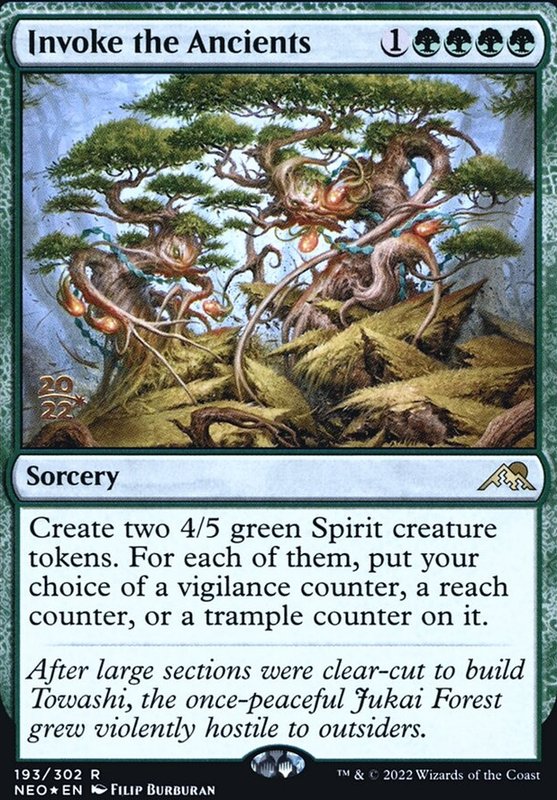 Invoke the Ancients 1
20
22
Sorcery
Create two 4/5 green Spirit creature
tokens. For each of them, put your
choice of a vigilance counter, a reach
counter, or a trample counter on it.
After large sections were clear-cut to build
Towashi, the once-peaceful Jukai Forest
grew violently hostile to outsiders.
193/302 R
NEO★EN Filip Burburan
™ & © 2022 Wizards of the Coast